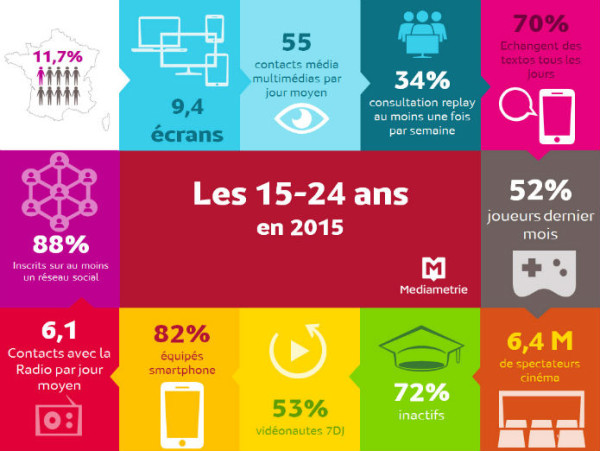 11,7%
9,4
écrans
55
contacts média
multimédias par
jour moyen
34%
consultation replay
au moins une fois
par semaine
70%
Echangent des
textos tous les
jours
88%
Inscrits sur au moins
un réseau social
Les 15-24 ans
en 2015
Mediametrie
52%
joueurs dernier
mois
6,1
Contacts avec la
Radio par jour
moyen
82%
équipés
smartphone
53%
vidéonautes 7DJ
72%
inactifs
6,4 M
de spectateurs
cinéma